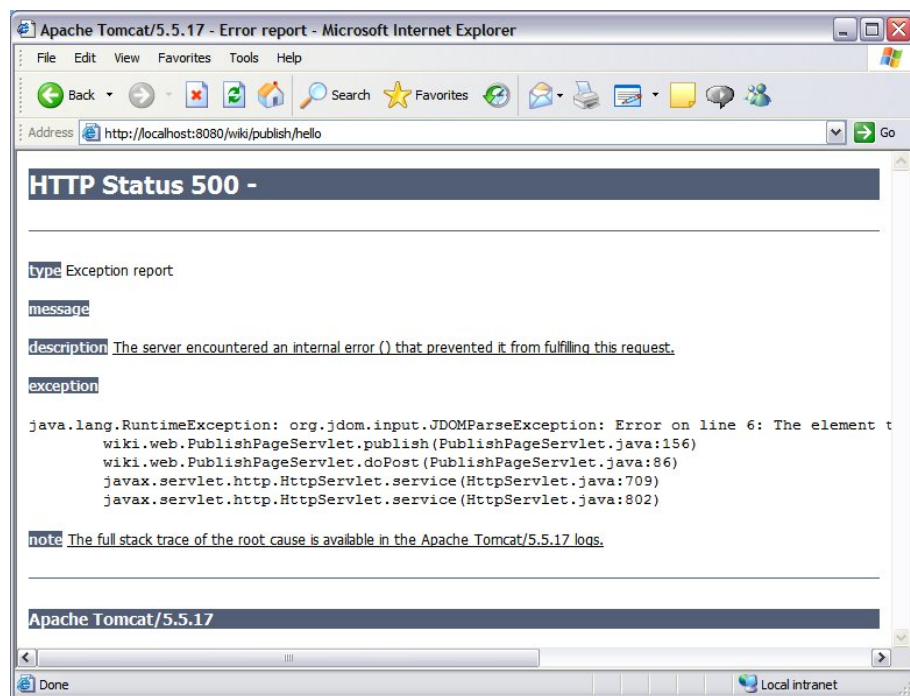 Apache Tomcat/5.5.17 - Error report - Microsoft Internet Explorer
File Edit View Favorites Tools Help
Back Search Favorites
Address http://localhost:8080/wiki/publish/hello Go
HTTP Status 500 -
type Exception report
message
description The server encountered an internal error () that prevented it from fulfilling this request.
exception
java.lang.RuntimeException: org.jdom.input.JDOMParseException: Error on line 6: The element t
wiki.web.PublishPageServlet.publish(PublishPageServlet.java:156)
wiki.web.PublishPageServlet.doPost(PublishPageServlet.java:86)
javax.servlet.http.HttpServlet.service(HttpServlet.java:709)
javax.servlet.http.HttpServlet.service(HttpServlet.java:802)
note The full stack trace of the root cause is available in the Apache Tomcat/5.5.17 logs.
Apache Tomcat/5.5.17
Done Local intranet